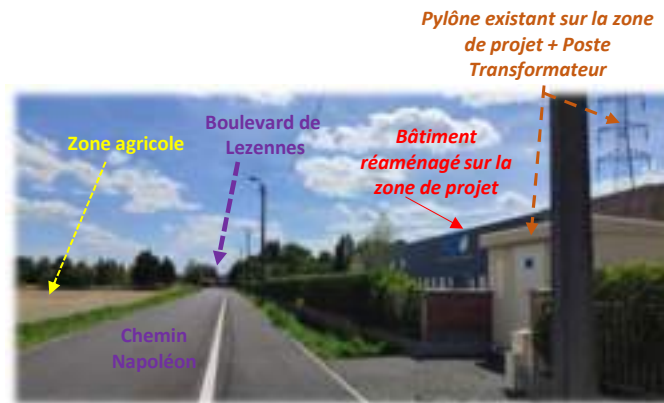 Pylône existant sur la zone
de projet + Poste
Transformateur
Boulevard de
Lezennes
Zone agricole
Bâtiment
réaménagé sur la
zone de projet
Chemin
Napoléon